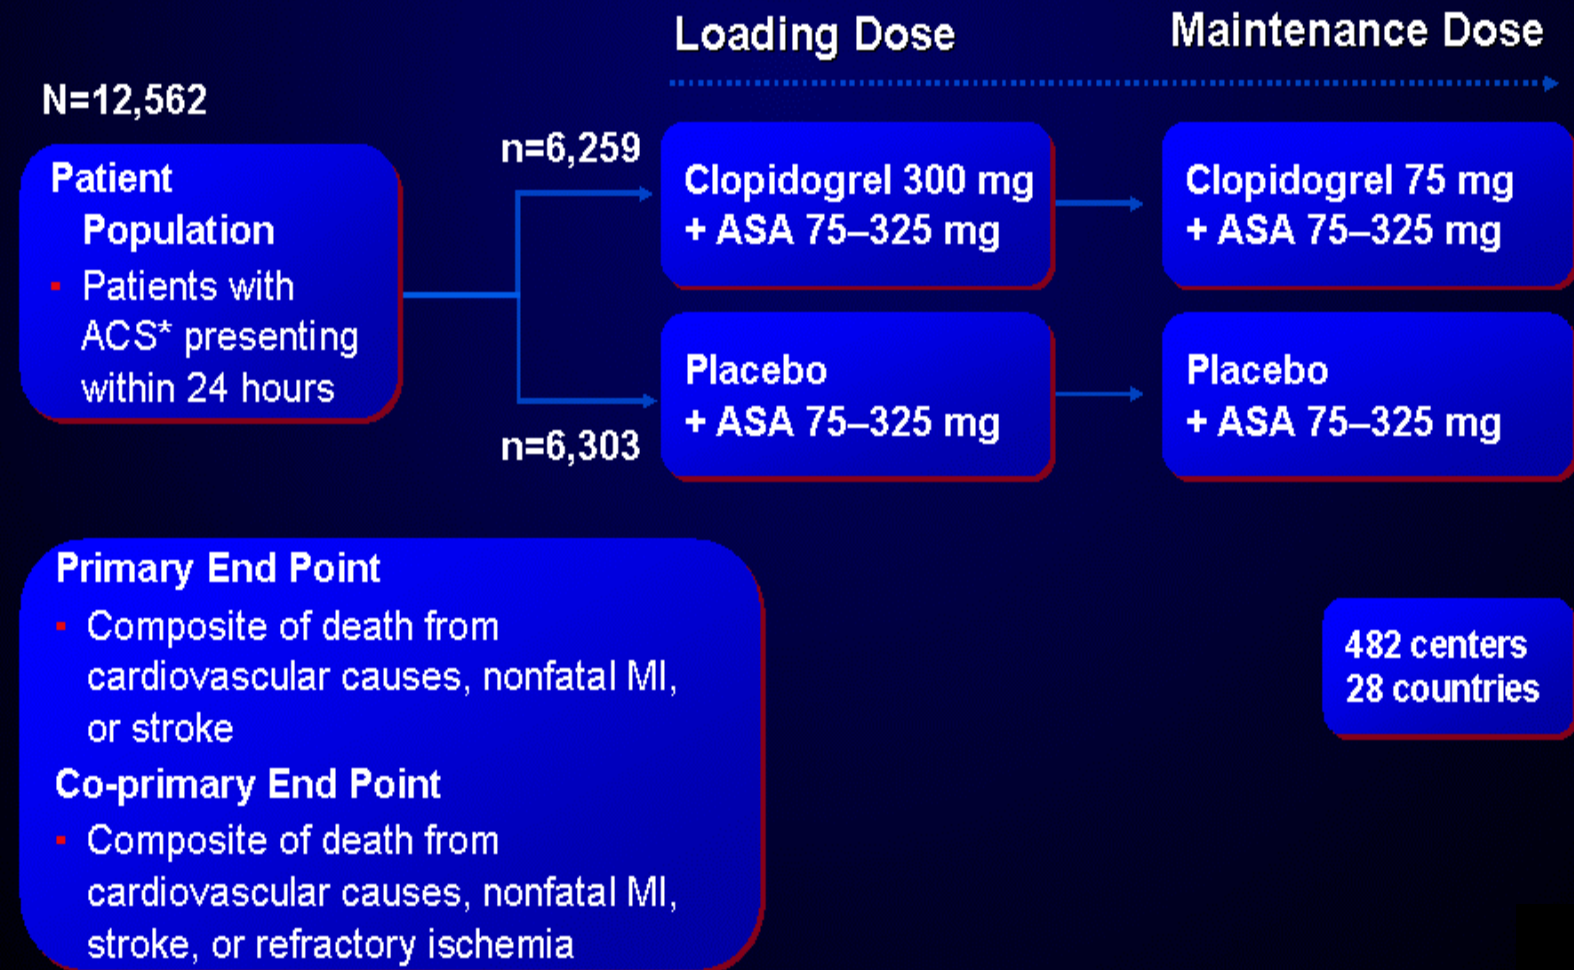 Loading Dose
Maintenance Dose
N=12,562
Patient
Population
▪ Patients with
ACS* presenting
within 24 hours
n=6,259
Clopidogrel 300 mg
+ ASA 75–325 mg
Clopidogrel 75 mg
+ ASA 75–325 mg
n=6,303
Placebo
+ ASA 75–325 mg
Placebo
+ ASA 75–325 mg
Primary End Point
▪ Composite of death from
cardiovascular causes, nonfatal MI,
or stroke
Co-primary End Point
▪ Composite of death from
cardiovascular causes, nonfatal MI,
stroke, or refractory ischemia
482 centers
28 countries